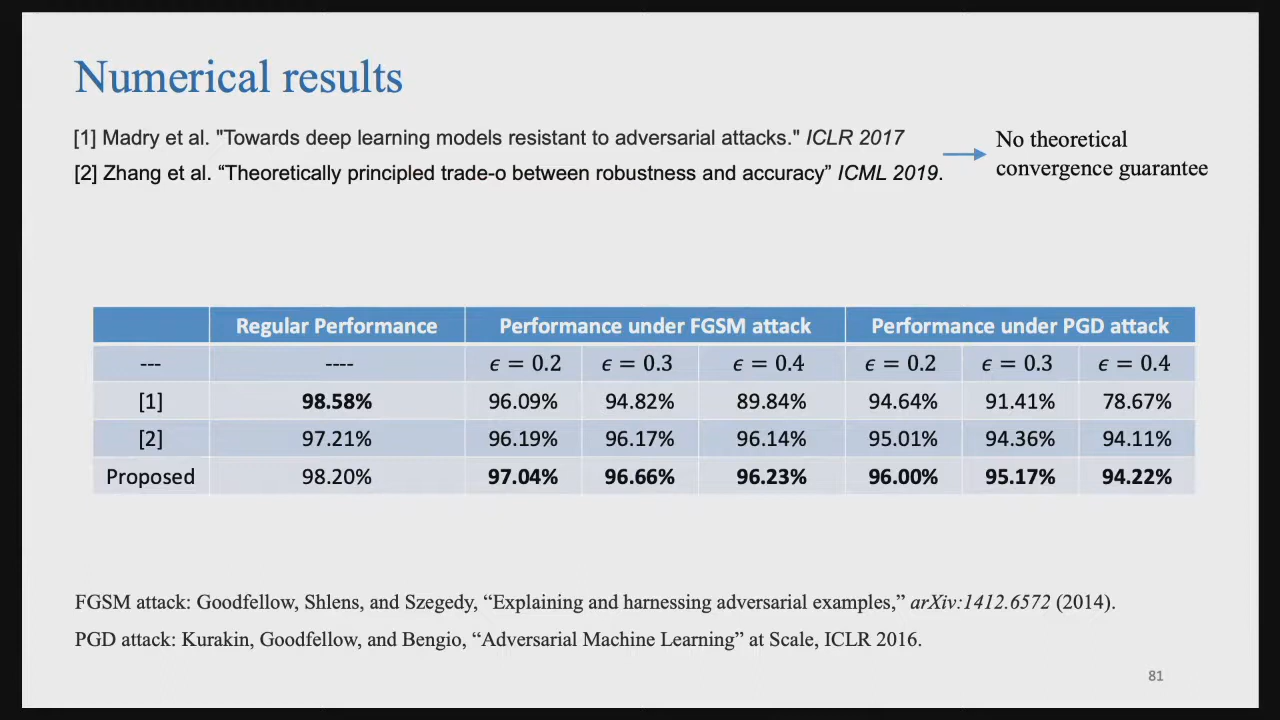 Numerical results
[1] Madry et al. "Towards deep learning models resistant to adversarial attacks." ICLR 2017
[2] Zhang et al. “Theoretically principled trade-o between robustness and accuracy” ICML 2019.
No theoretical
convergence guarantee
Regular Performance Performance under FGSM attack Performance under PGD attack
--- ---- ϵ = 0.2 ϵ = 0.3 ϵ = 0.4 ϵ = 0.2 ϵ = 0.3 ϵ = 0.4
[1] 98.58% 96.09% 94.82% 89.84% 94.64% 91.41% 78.67%
[2] 97.21% 96.19% 96.17% 96.14% 95.01% 94.36% 94.11%
Proposed 98.20% 97.04% 96.66% 96.23% 96.00% 95.17% 94.22%
FGSM attack: Goodfellow, Shlens, and Szegedy, “Explaining and harnessing adversarial examples,” arXiv:1412.6572 (2014).
PGD attack: Kurakin, Goodfellow, and Bengio, “Adversarial Machine Learning” at Scale, ICLR 2016.
81